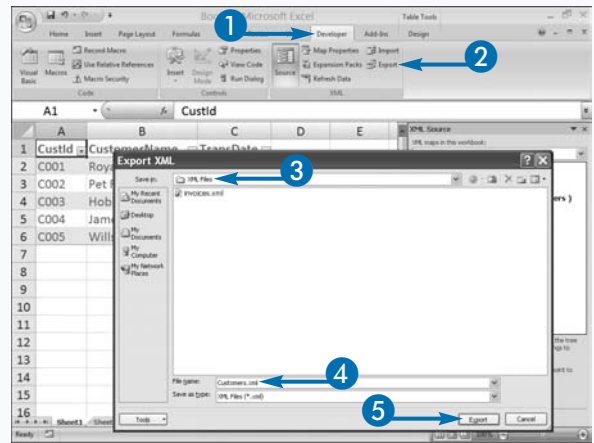 1
Microsoft Excel
Table Tools
Home Insert Page Layout Formulas Developer Add-Ins Design
2
Visual Basic
Macros
Record Macro
Use Relative References
Macro Security
Code
Insert
Design Mode
Properties
View Code
Run Dialog
Controls
Source
Map Properties
Expansion Packs
Refresh Data
Import
Export
XML
A1
fx
CustId
A B C D E
XML Source
XML maps in this workbook:
1 CustId CustomerName TransDate
2 C001
3 C002 Pet
4 C003 Hob
5 C004 Jame
6 C005 Wills
7
8
9
10
11
12
13
14
15
16
Export XML
Save in:
XML Files
3
invoices.xml
My Recent Documents
Desktop
My Documents
My Computer
My Network Places
File name:
Customers.xml
4
Save as type:
XML Files (*.xml)
5
Tools
Export
Cancel
Sheet1
Ready
100%